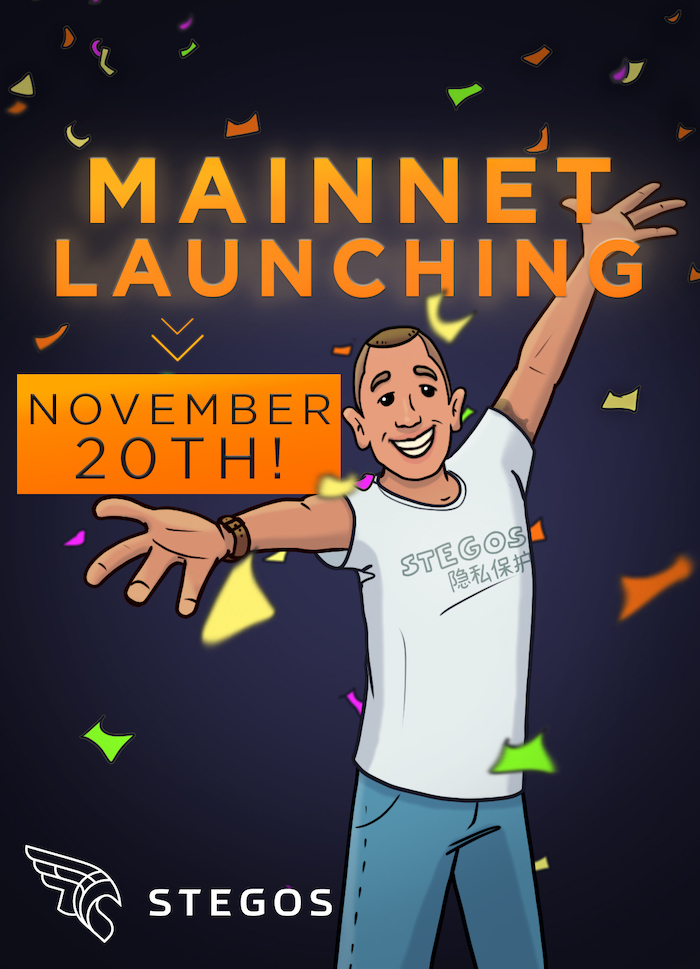 MAINNET
LAUNCHING
NOVEMBER
20TH!
STEGOS
隐私保护
STEGOS